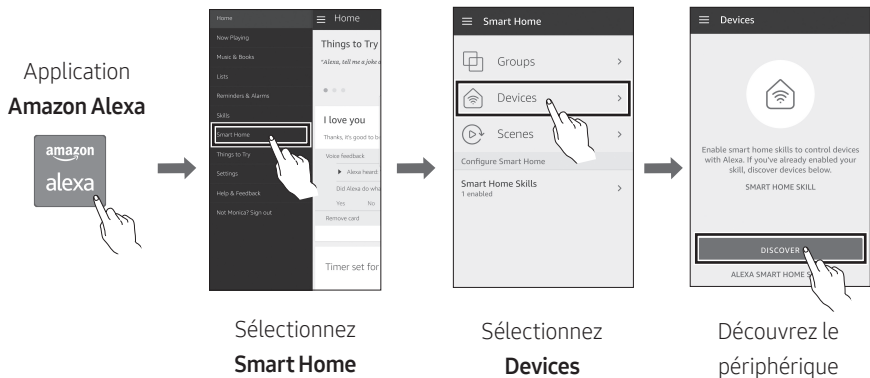 Application
Amazon Alexa
amazon
alexa
Home
Now Playing
Music & Books
Lists
Reminders & Alarms
Skills
Smart Home
Things to Try
Settings
Help & Feedback
Not Monica? Sign out
Home
Things to Try
"Alexa, tell me a joke
I love you
Thanks, It's good to b
Voice feedback
Alexa heard
Did Alexa do wha
Yes No
Remove card
Timer set for
Sélectionnez
Smart Home
Smart Home
Groups
Devices
Scenes
Configure Smart Home
Smart Home Skills
1 enabled
Sélectionnez
Devices
Devices
Enable smart home skills to control devices
with Alexa. If you've already enabled your
skill, discover devices below.
SMART HOME SKILL
DISCOVER
ALEXA SMART HOME S
Découvrez le
périphérique